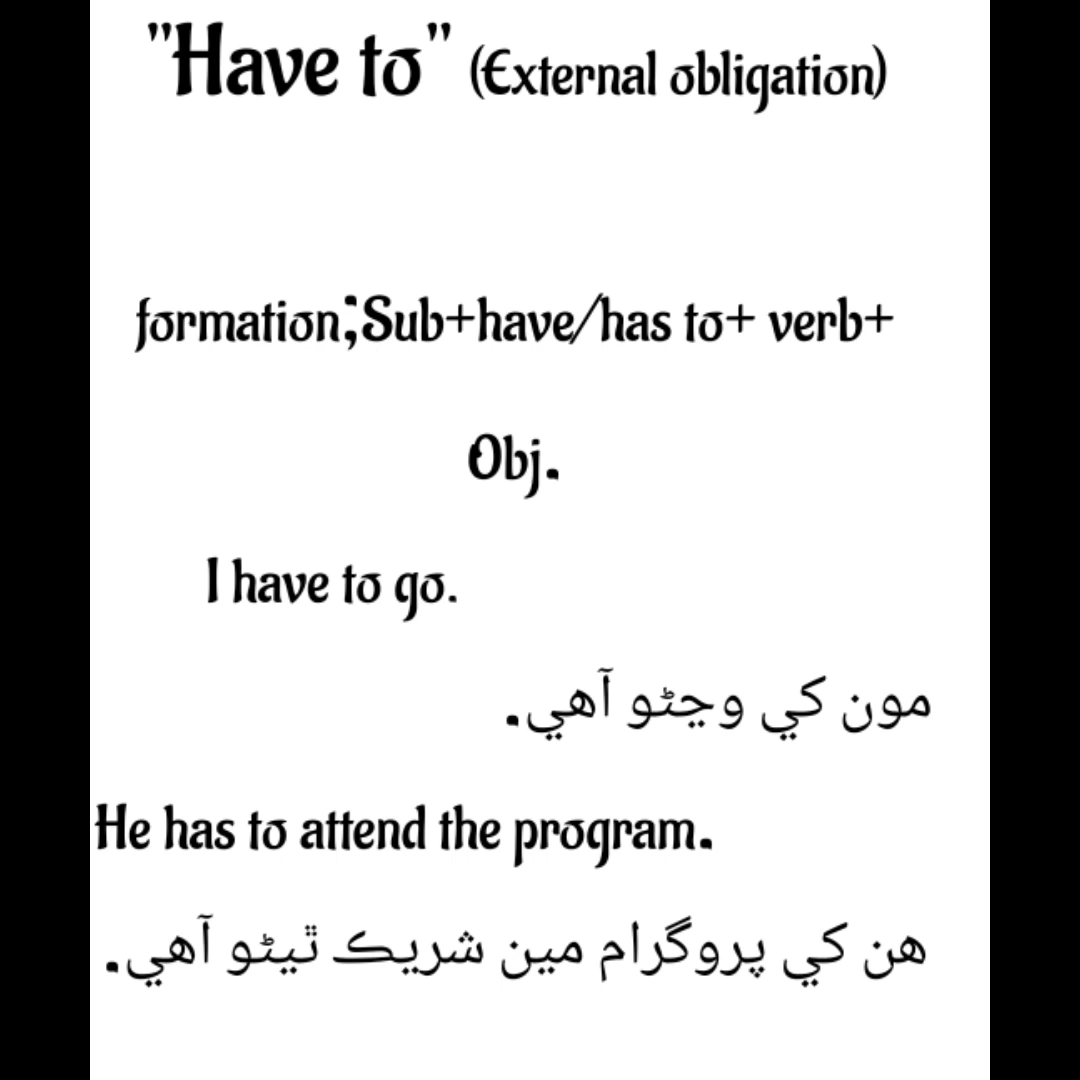 "Have to" (External obligation)
formation;Sub+have/has to+ verb+
Obj.
I have to go.
مون کي وڃڻو آهي.
He has to attend the program.
هن کي پروگرام مين شريڪ ٿيڻو آهي.